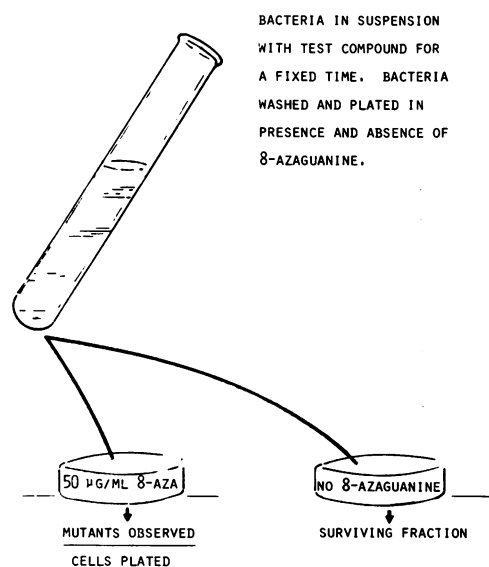 BACTERIA IN SUSPENSION
WITH TEST COMPOUND FOR
A FIXED TIME. BACTERIA
WASHED AND PLATED IN
PRESENCE AND ABSENCE OF
8-AZAGUANINE.
50 µG/ML 8-AZA
NO 8-AZAGUANINE
MUTANTS OBSERVED
CELLS PLATED
SURVIVING FRACTION